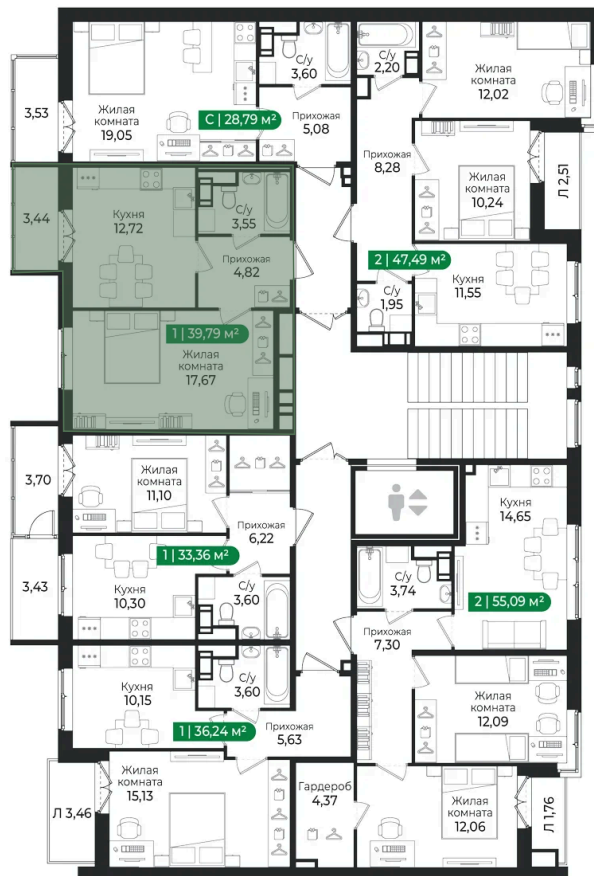 3,53
Жилая
комната
19,05
С | 28,79 м²
С/у
3,60
Прихожая
5,08
С/у
2,20
Жилая
комната
12,02
Прихожая
8,28
Жилая
комната
10,24
Л 2,51
3,44
Кухня
12,72
С/у
3,55
Прихожая
4,82
2 | 47,49 м²
Кухня
11,55
С/у
1,95
1 | 39,79 м²
Жилая
комната
17,67
3,70
Жилая
комната
11,10
Прихожая
6,22
Кухня
14,65
3,43
1 | 33,36 м²
Кухня
10,30
С/у
3,60
С/у
3,74
2 | 55,09 м²
Прихожая
7,30
Кухня
10,15
С/у
3,60
1 | 36,24 м²
Прихожая
5,63
Жилая
комната
12,09
Л 3,46
Жилая
комната
15,13
Гардероб
4,37
Жилая
комната
12,06
Л 1,76